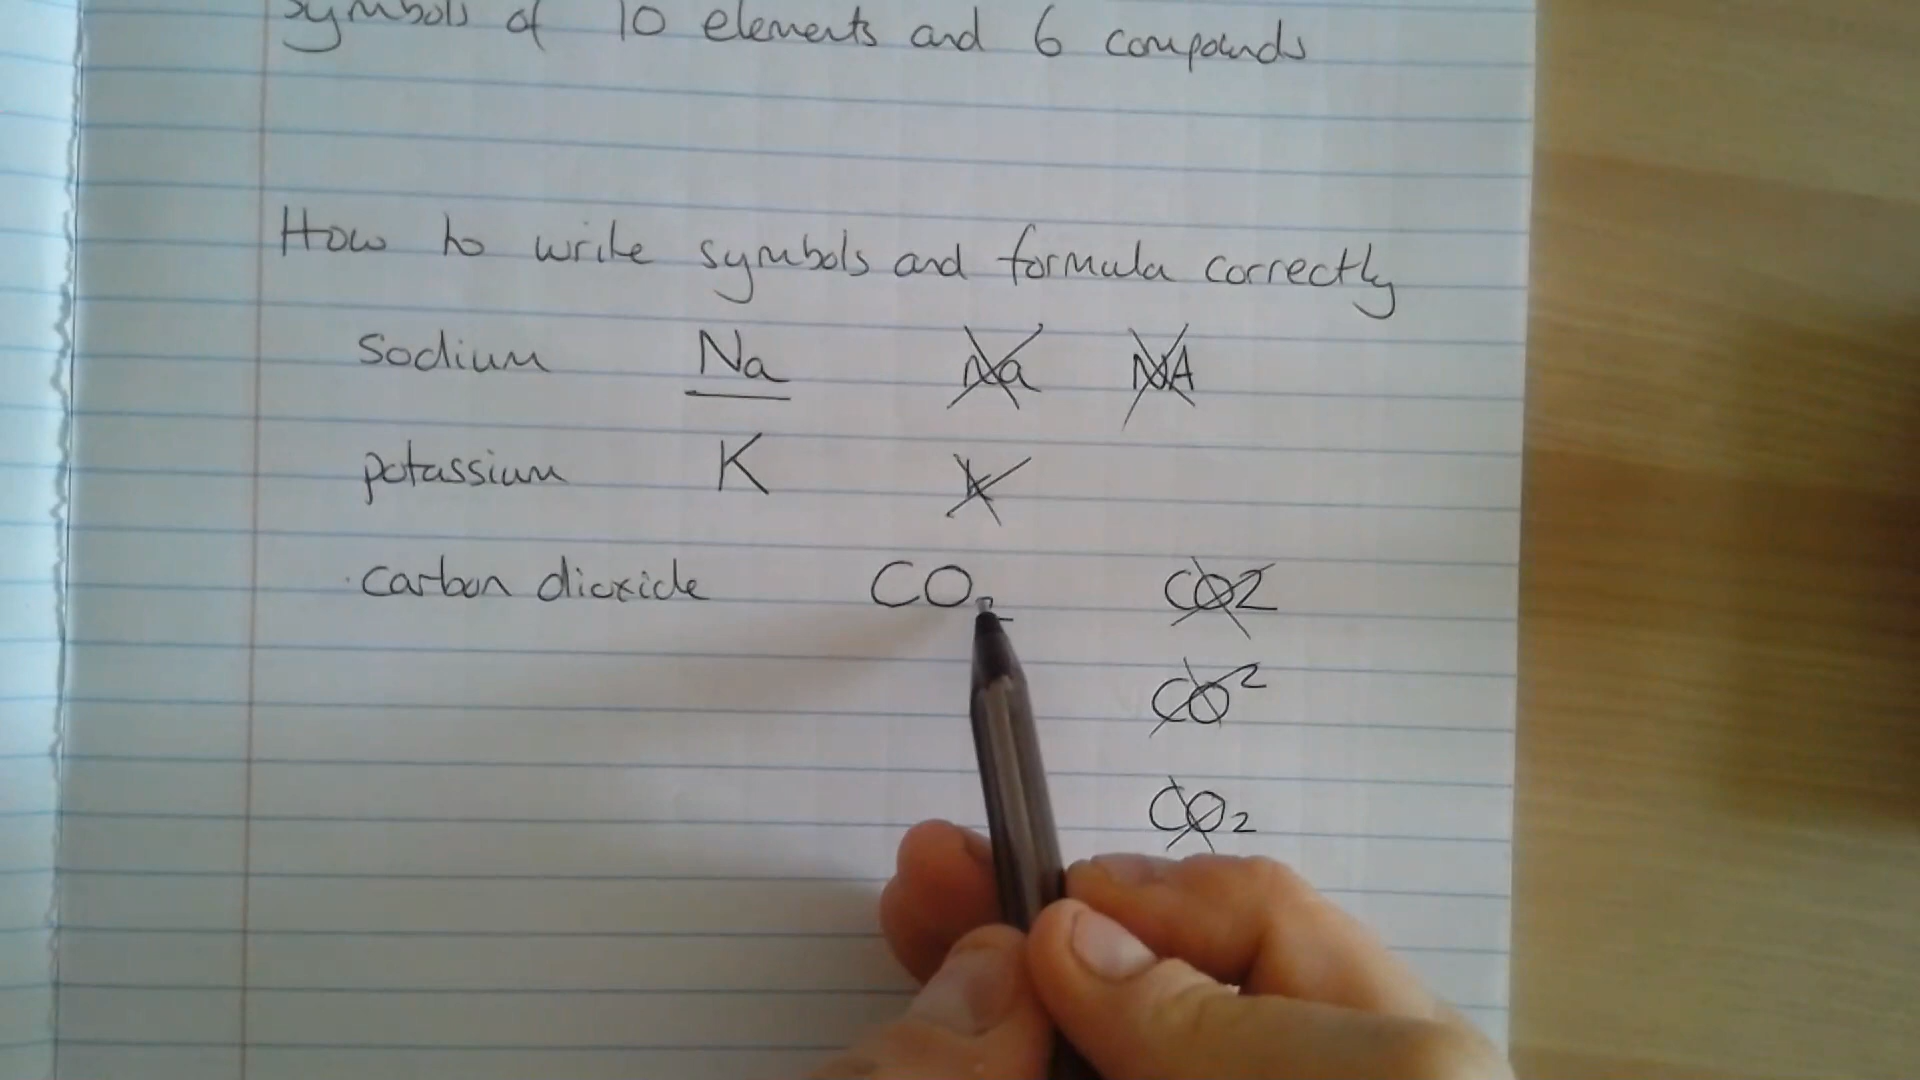 symbols of 10 elements and 6 compounds
How to write symbols and formula correctly
sodium Na na NA
potassium K k
carbon dioxide CO₂ CO2
CO²
Co₂